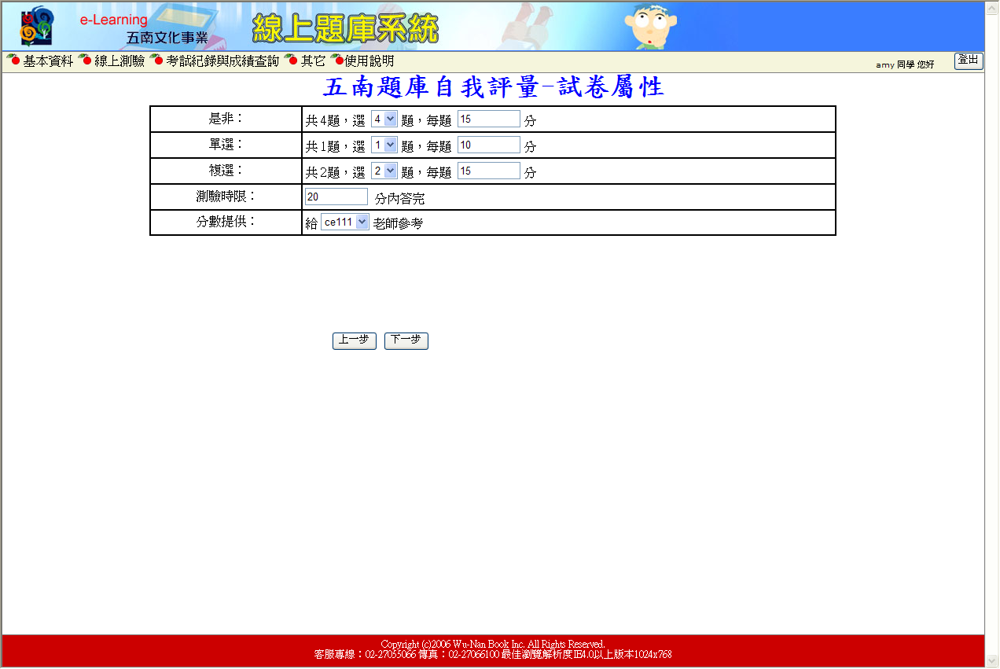 e-Learning
五南文化事業
線上題庫系統
基本資料 線上測驗 考試紀錄與成績查詢 其它 使用說明
amy 同學 您好
登出
五南題庫自我評量-試卷屬性
是非： 共4題，選 4 題，每題 15 分
單選： 共1題，選 1 題，每題 10 分
複選： 共2題，選 2 題，每題 15 分
測驗時限： 20 分內答完
分數提供： 給 ce111 老師參考
上一步 下一步
Copyright (c)2006 Wu-Nan Book Inc. All Rights Reserved.
客服專線：02-27055066 傳真：02-27066100 最佳瀏覽解析度IE4.0以上版本1024x768